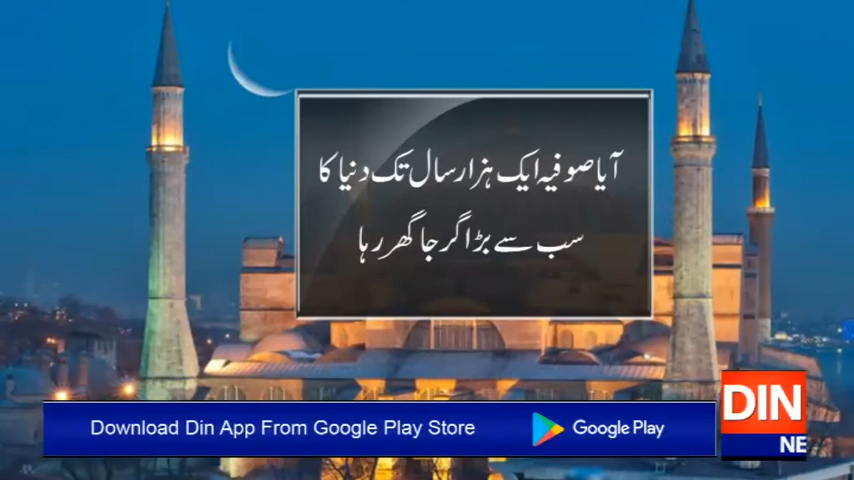 آیا صوفیہ ایک ہزار سال تک دنیا کا
سب سے بڑا گرجا گھر رہا
Download Din App From Google Play Store
Google Play
DIN
NE